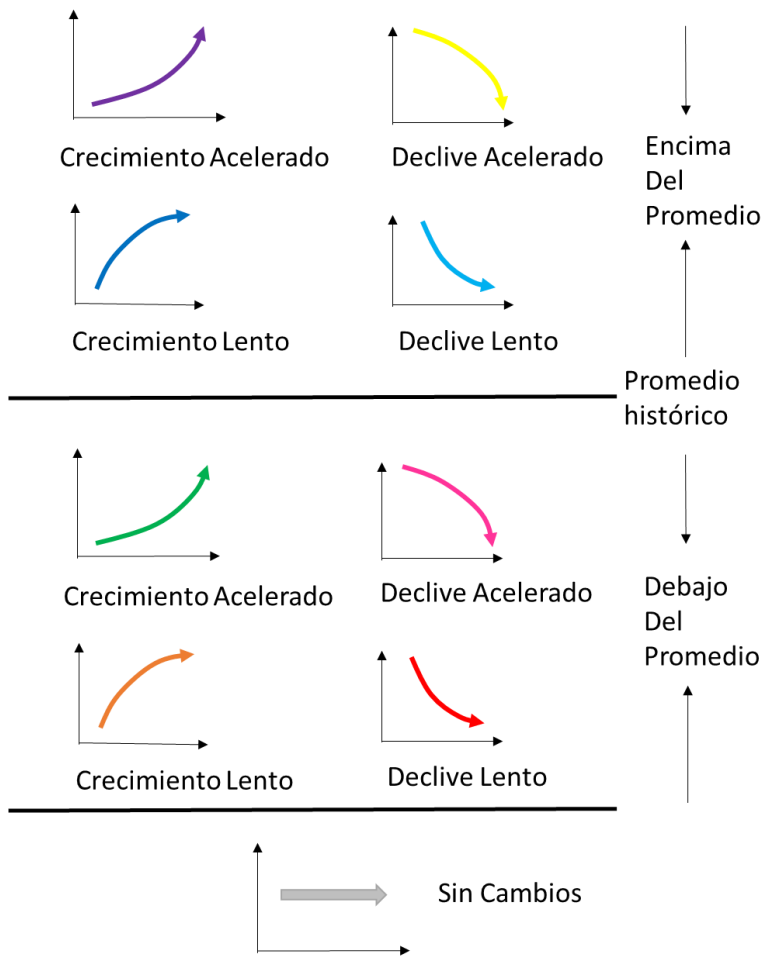 Crecimiento Acelerado
Declive Acelerado
Encima
Del
Promedio
Crecimiento Lento
Declive Lento
Promedio
histórico
Crecimiento Acelerado
Declive Acelerado
Debajo
Del
Promedio
Crecimiento Lento
Declive Lento
Sin Cambios